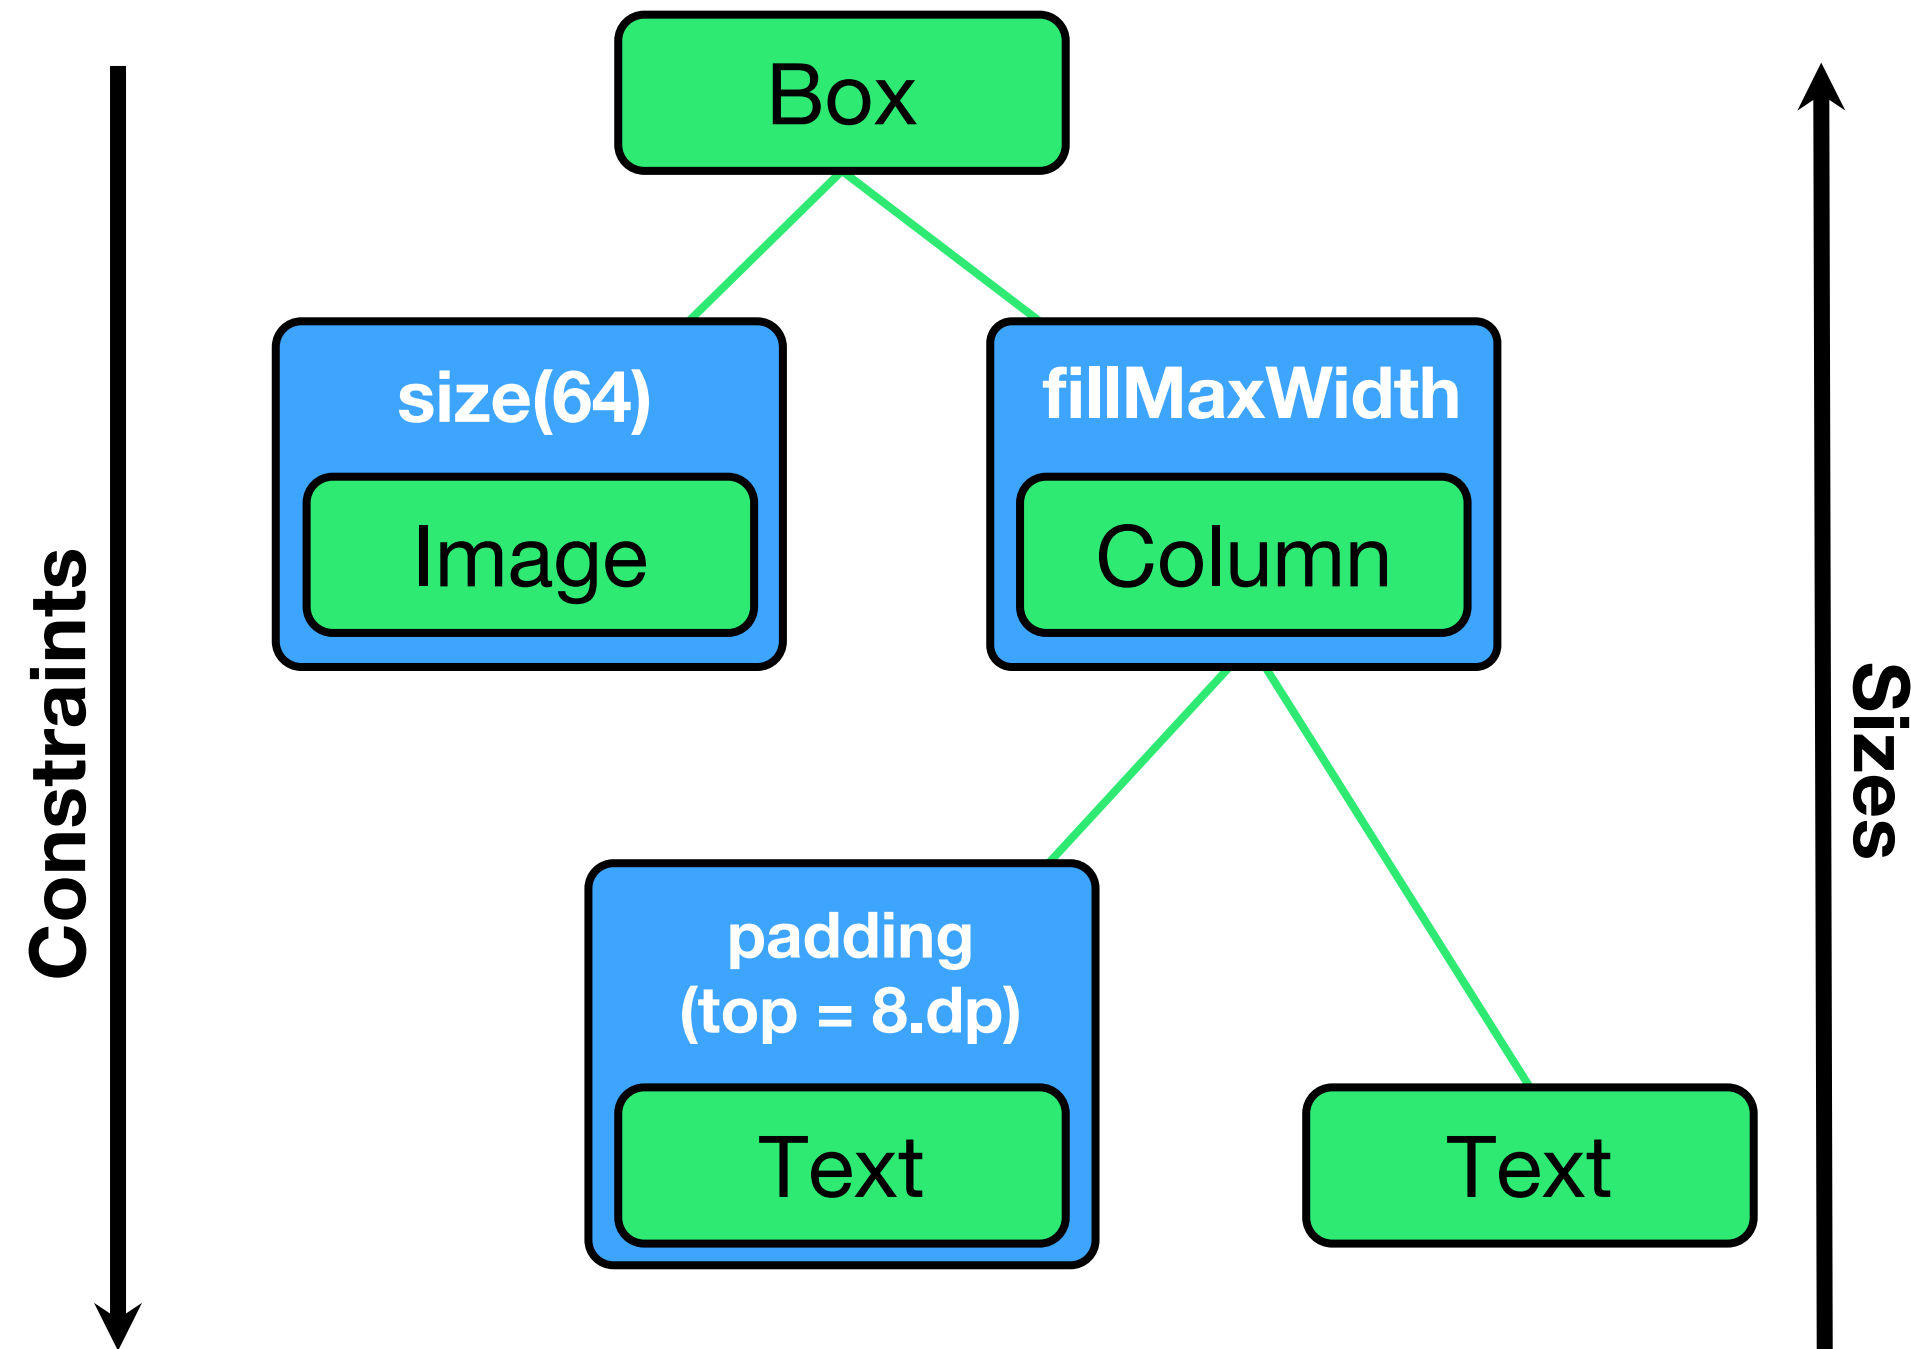 Box
size(64)
fillMaxWidth
Image
Column
Constraints
Sizes
padding
(top = 8.dp)
Text
Text